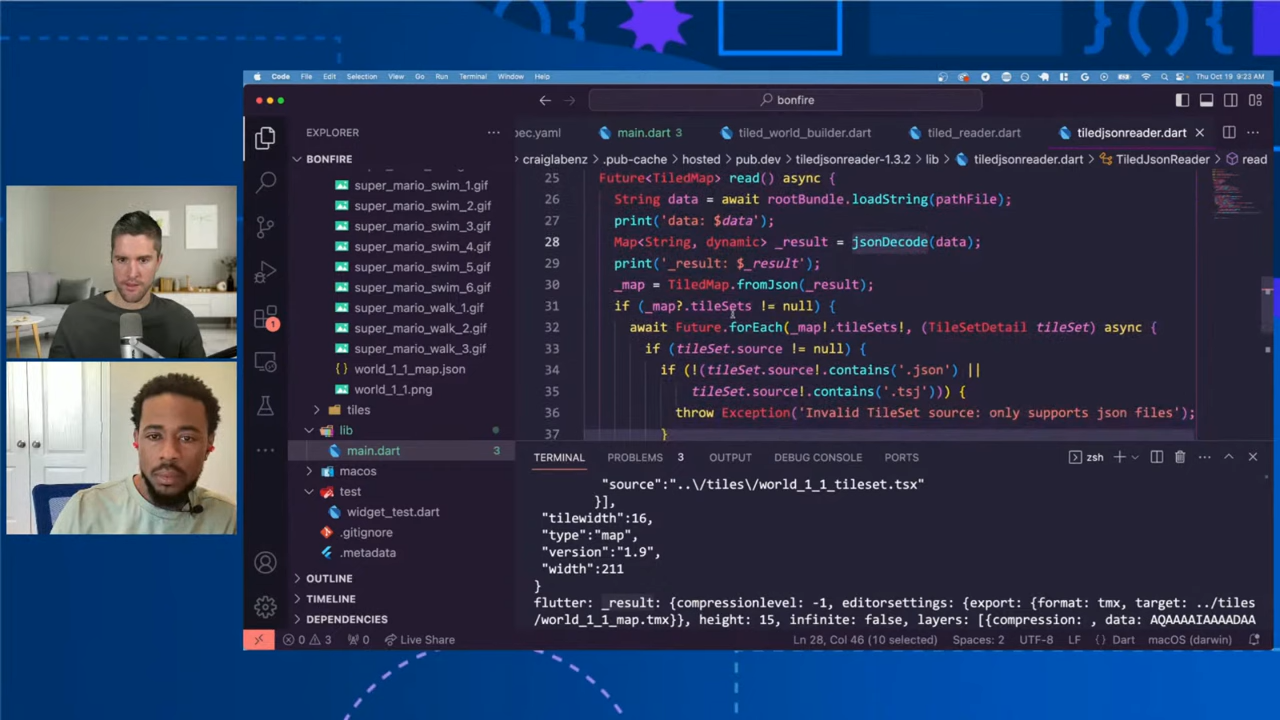 Code File Edit Selection View Go Run Terminal Window Help
Thu Oct 19 9:23 AM
bonfire
EXPLORER
pec.yaml
main.dart 3
tiled_world_builder.dart
tiled_reader.dart
tiledjsonreader.dart
BONFIRE
craiglabenz > .pub-cache > hosted > pub.dev > tiledjsonreader-1.3.2 > lib > tiledjsonreader.dart > TiledJsonReader > read
super_mario_swim_1.gif
super_mario_swim_2.gif
super_mario_swim_3.gif
super_mario_swim_4.gif
super_mario_swim_5.gif
super_mario_swim_6.gif
super_mario_walk_1.gif
super_mario_walk_2.gif
super_mario_walk_3.gif
{} world_1_1_map.json
world_1_1.png
tiles
lib
main.dart 3
macos
test
widget_test.dart
.gitignore
.metadata
OUTLINE
TIMELINE
DEPENDENCIES
1
25 Future<TiledMap> read() async {
26 String data = await rootBundle.loadString(pathFile);
27 print('data: $data');
28 Map<String, dynamic> _result = jsonDecode(data);
29 print('_result: $_result');
30 _map = TiledMap.fromJson(_result);
31 if (_map?.tileSets != null) {
32 await Future.forEach(_map!.tileSets!, (TileSetDetail tileSet) async {
33 if (tileSet.source != null) {
34 if (!(tileSet.source!.contains('.json') ||
35 tileSet.source!.contains('.tsj'))) {
36 throw Exception('Invalid TileSet source: only supports json files');
37 }
TERMINAL PROBLEMS 3 OUTPUT DEBUG CONSOLE PORTS
zsh
"source":"..\/tiles\/world_1_1_tileset.tsx"
}],
"tilewidth":16,
"type":"map",
"version":"1.9",
"width":211
}
flutter: _result: {compressionlevel: -1, editorsettings: {export: {format: tmx, target: ../tiles
/world_1_1_map.tmx}}, height: 15, infinite: false, layers: [{compression: , data: AQAAAAIAAAADAA
0 3 0 Live Share
Ln 28, Col 46 (10 selected) Spaces: 2 UTF-8 LF {} Dart macOS (darwin)